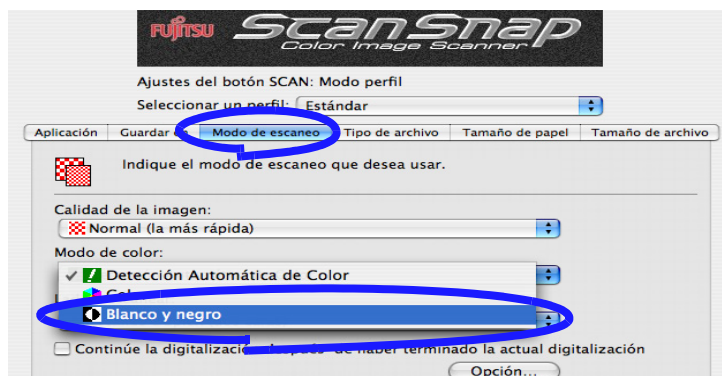 FUJITSU ScanSnap
Color Image Scanner
Ajustes del botón SCAN: Modo perfil
Seleccionar un perfil: Estándar
Aplicación Guardar Modo de escaneo Tipo de archivo Tamaño de papel Tamaño de archivo
Indique el modo de escaneo que desea usar.
Calidad de la imagen:
Normal (la más rápida)
Modo de color:
Detección Automática de Color
Blanco y negro
Continúe la digitalización después de haber terminado la actual digitalización
Opción...